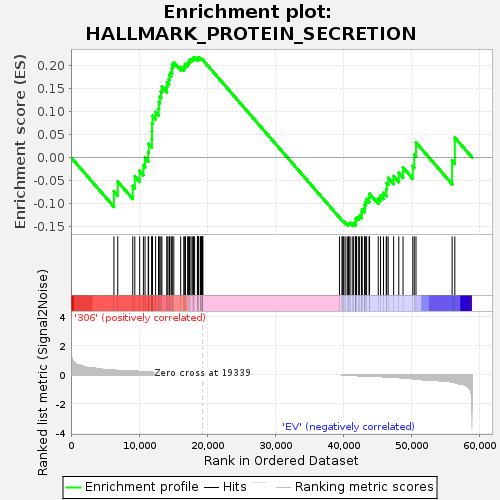 Enrichment plot:
HALLMARK_PROTEIN_SECRETION
Enrichment score (ES)
0.20
0.15
0.10
0.05
0.00
-0.05
-0.10
-0.15
Ranked list metric (Signal2Noise)
'306' (positively correlated)
4
2
0
-2
-4
Zero cross at 19339
'EV' (negatively correlated)
0
10,000
20,000
30,000
40,000
50,000
60,000
Rank in Ordered Dataset
Enrichment profile
Hits
Ranking metric scores